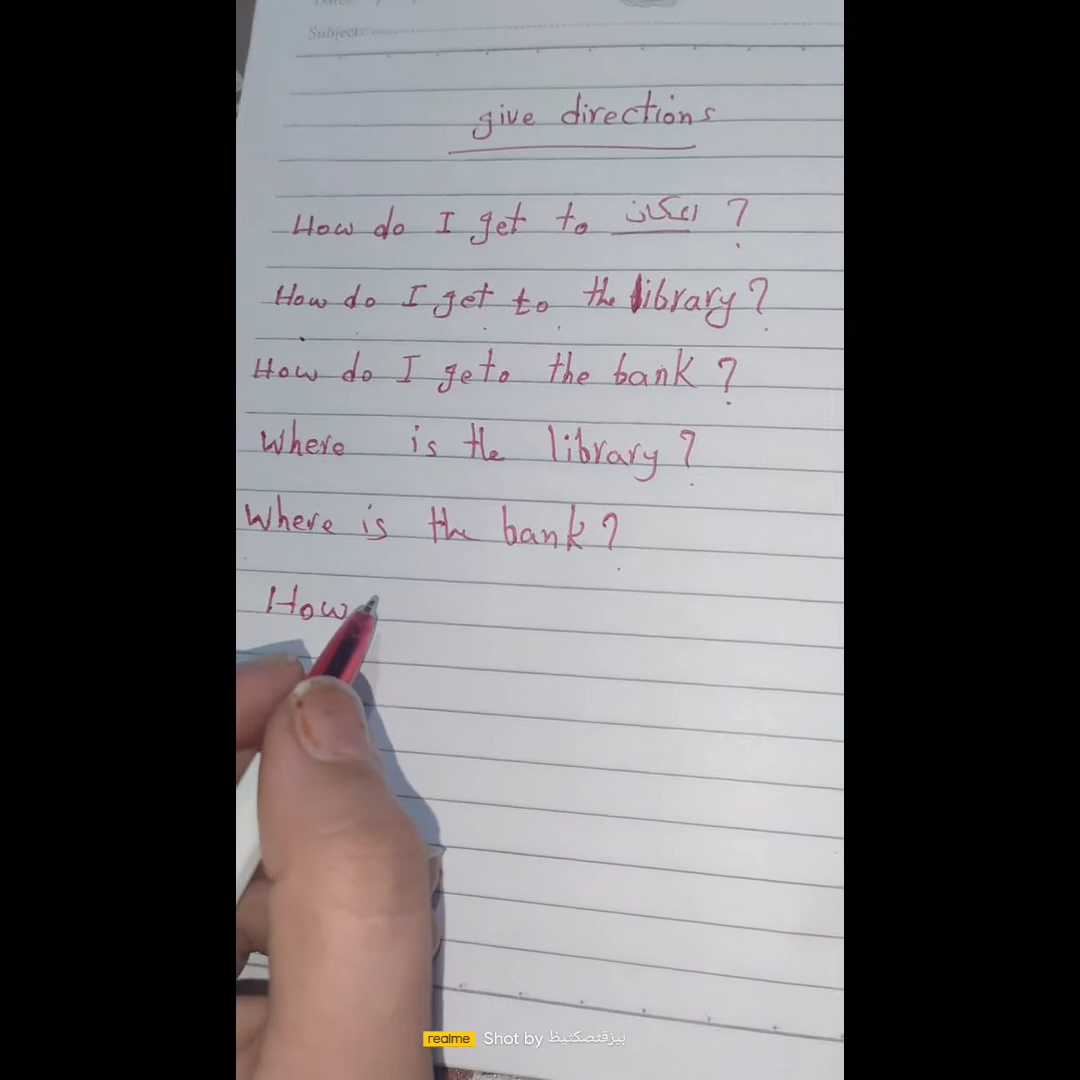 Subject:
give directions
How do I get to المكان ?
How do I get to the library?
How do I geto the bank ?
Where is the library?
Where is the bank?
How
realme Shot by بيزقثصكثيظ